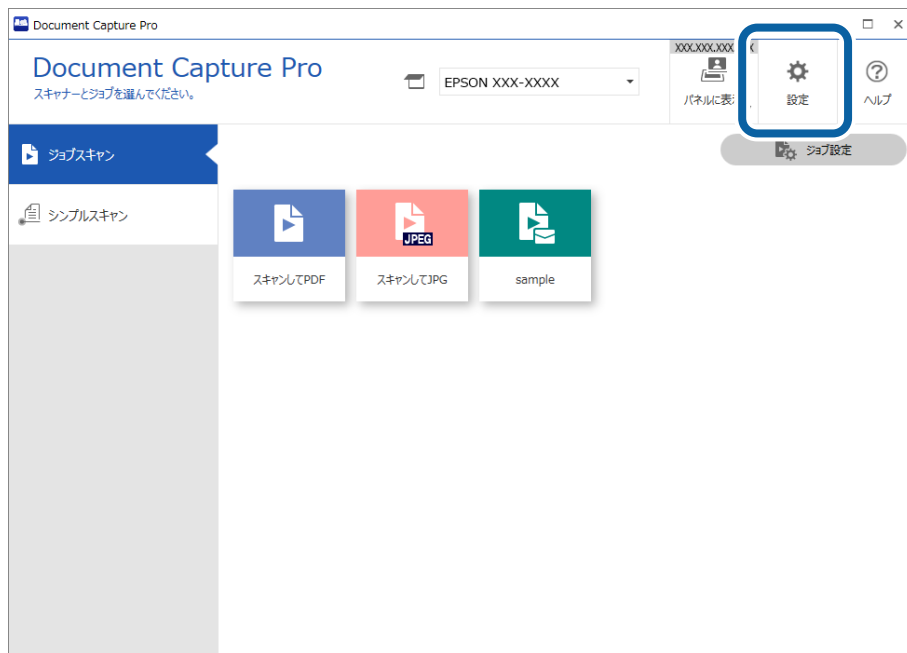 Document Capture Pro
Document Capture Pro
スキャナーとジョブを選んでください。
EPSON XXX-XXXX
XXX.XXX.XXX
パネルに表
設定
ヘルプ
ジョブスキャン
ジョブ設定
シンプルスキャン
JPEG
スキャンしてPDF
スキャンしてJPG
sample